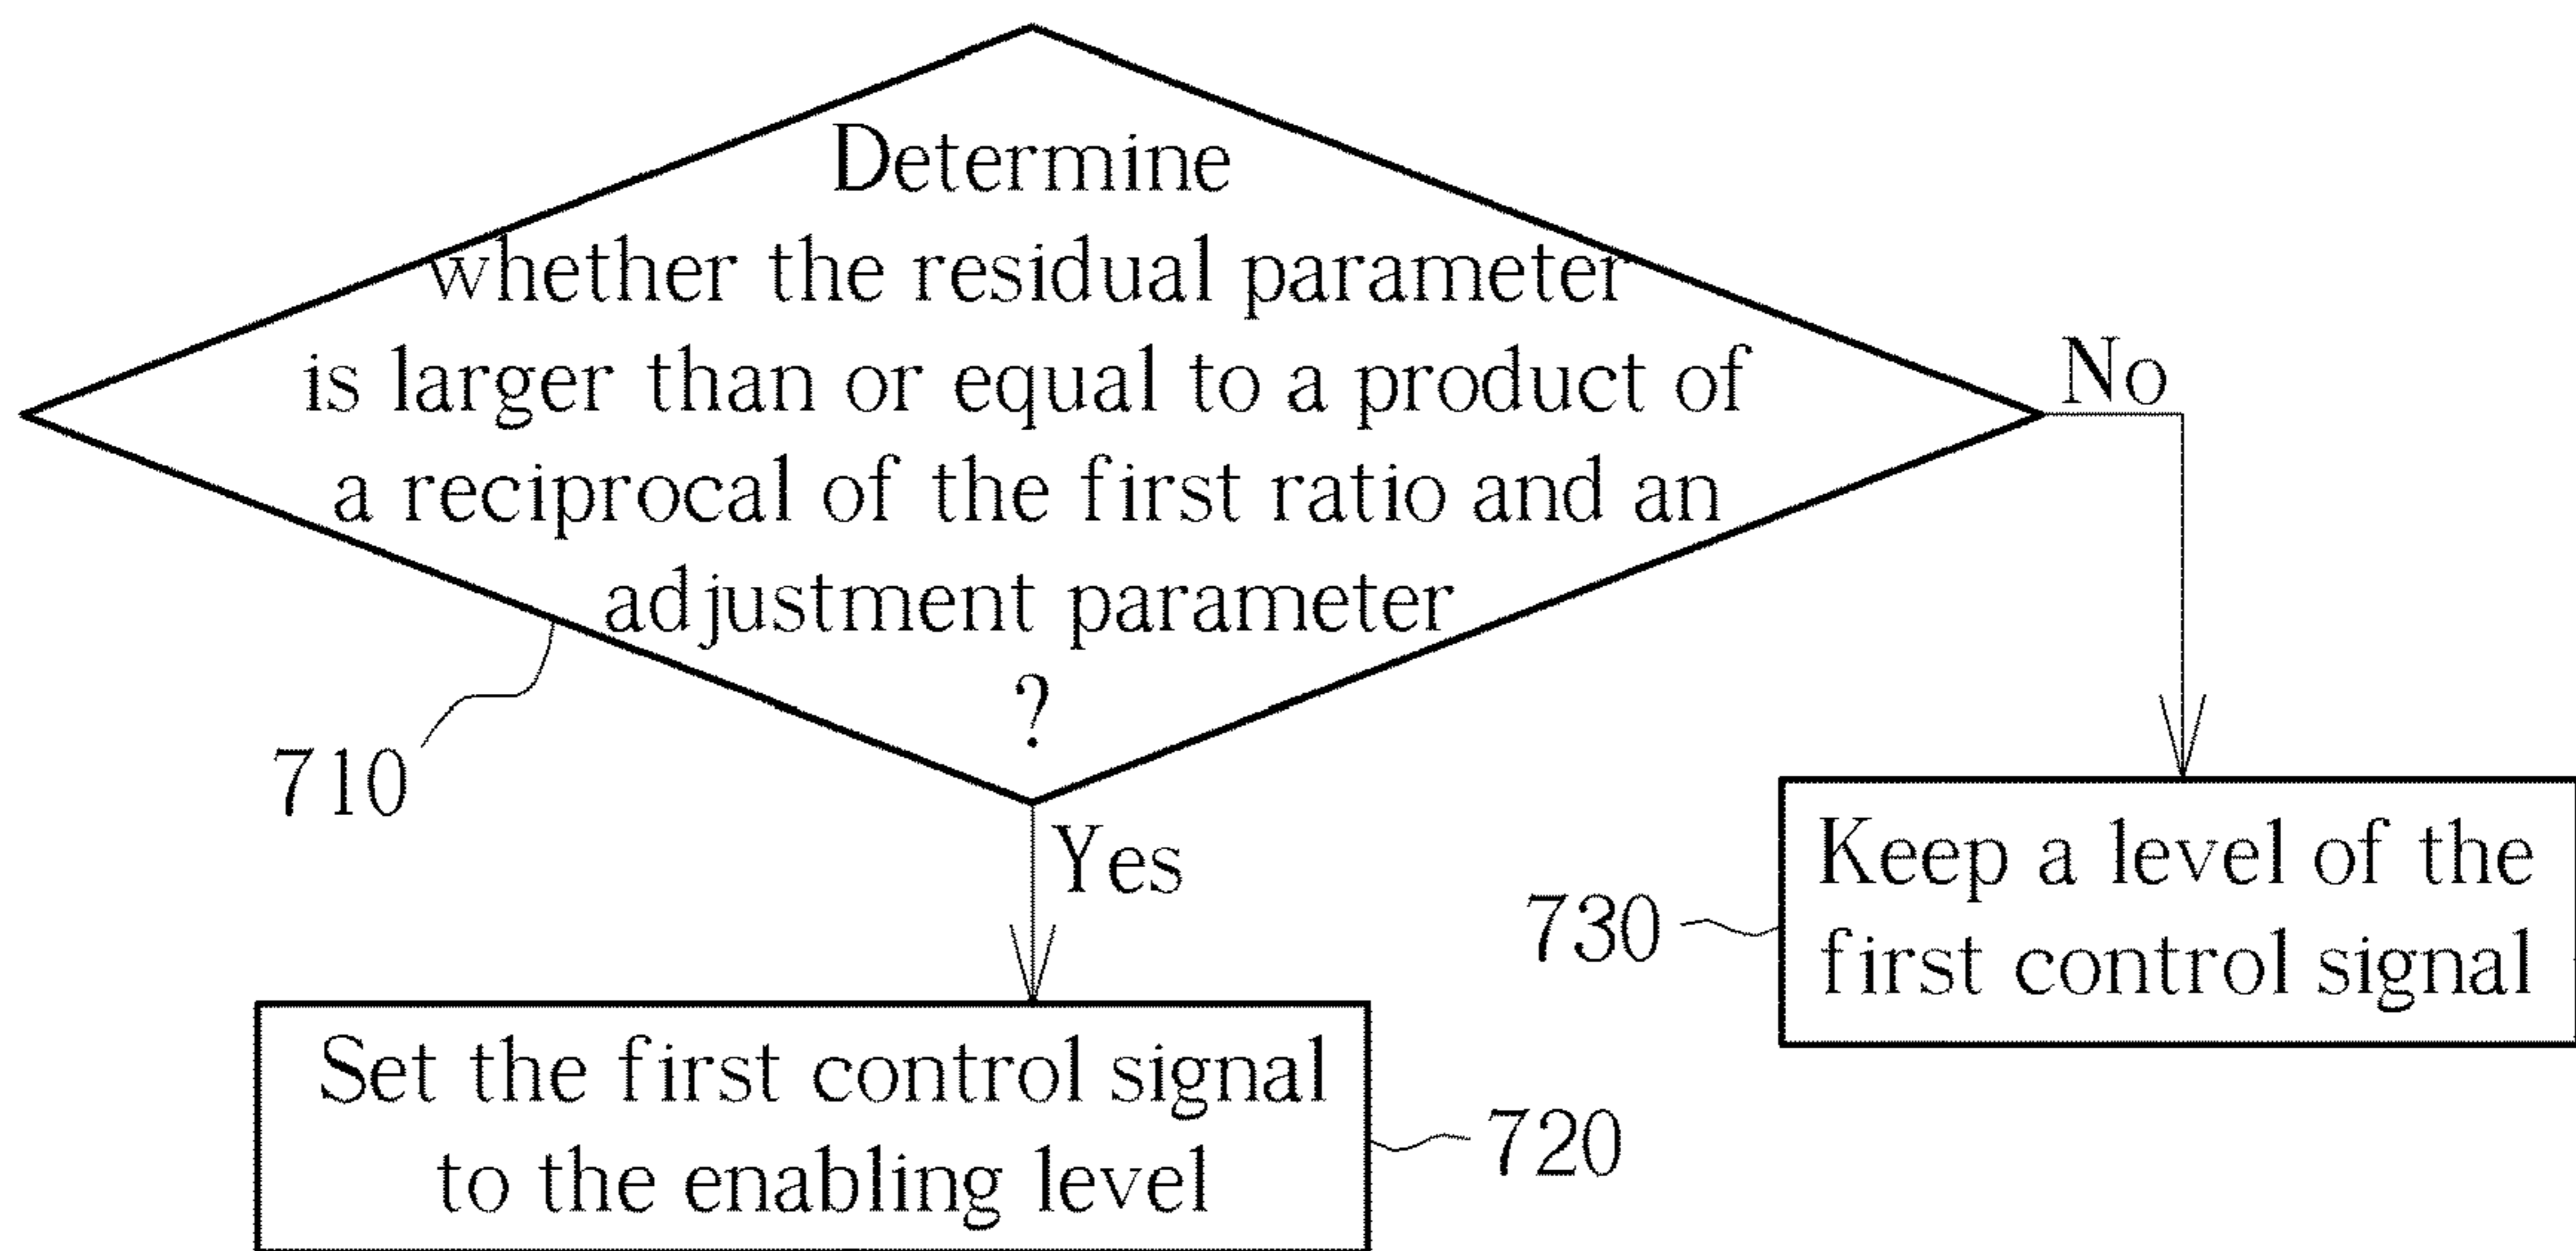 Determine
whether the residual parameter
is larger than or equal to a product of
a reciprocal of the first ratio and an
adjustment parameter
?
No
710
Yes
Keep a level of the
first control signal
730
Set the first control signal
to the enabling level
720